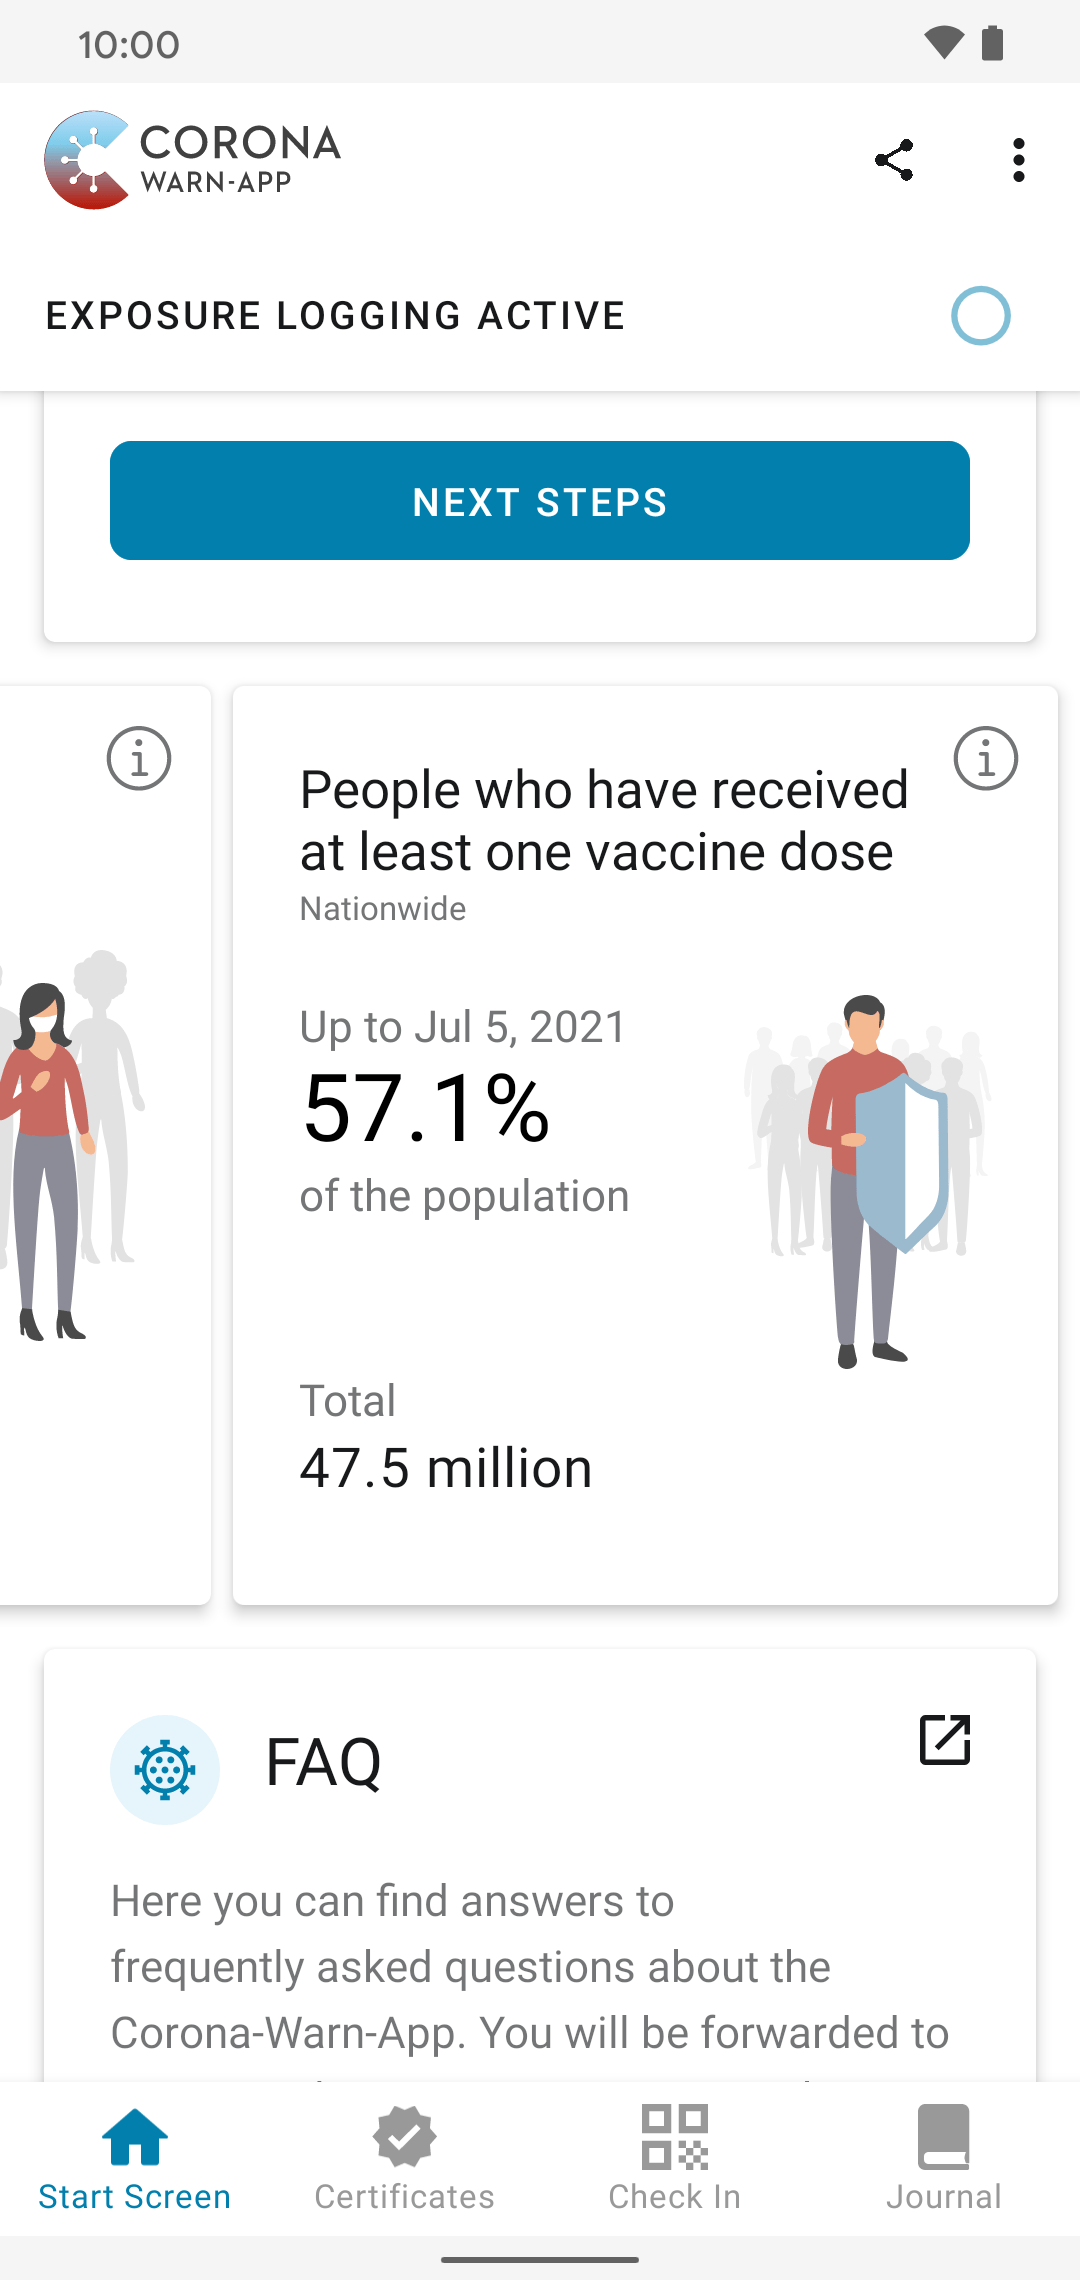 10:00
CORONA
WARN-APP
EXPOSURE LOGGING ACTIVE
NEXT STEPS
People who have received
at least one vaccine dose
Nationwide
Up to Jul 5, 2021
57.1%
of the population
Total
47.5 million
FAQ
Here you can find answers to
frequently asked questions about the
Corona-Warn-App. You will be forwarded to
Start Screen
Certificates
Check In
Journal